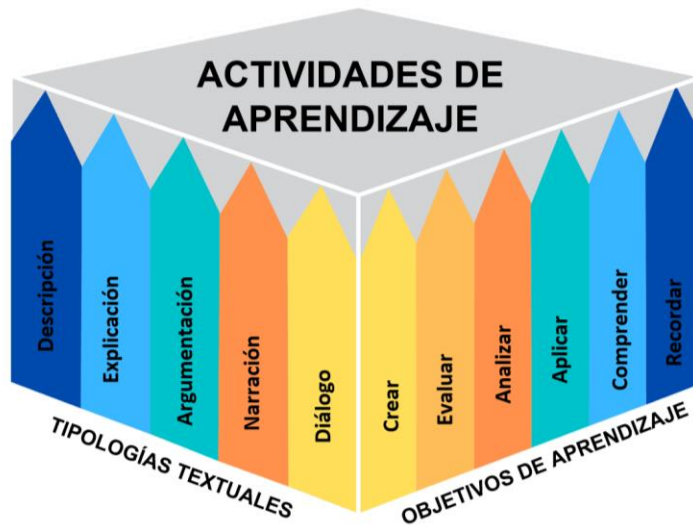 ACTIVIDADES DE
APRENDIZAJE
Descripción
Explicación
Argumentación
Narración
Diálogo
Crear
Evaluar
Analizar
Aplicar
Comprender
Recordar
TIPOLOGÍAS TEXTUALES
OBJETIVOS DE APRENDIZAJE